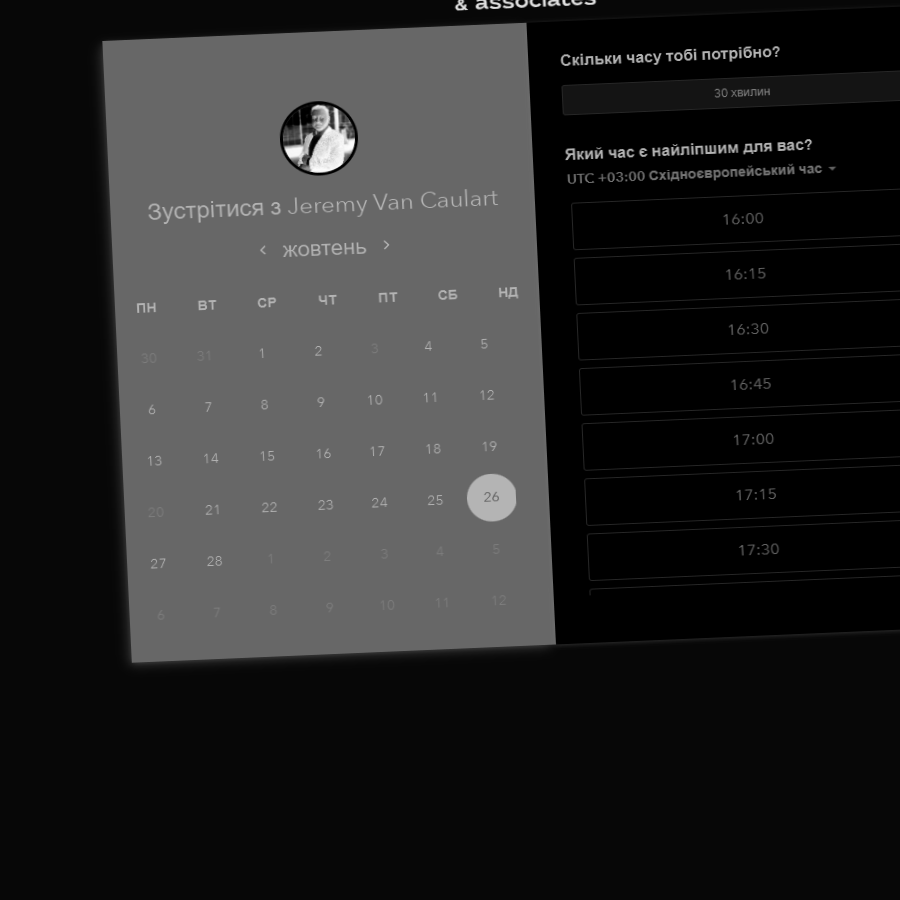 & associates
Зустрітися з Jeremy Van Caulart
жовтень
ПН ВТ СР ЧТ ПТ СБ НД
30 31 1 2 3 4 5
6 7 8 9 10 11 12
13 14 15 16 17 18 19
20 21 22 23 24 25 26
27 28 1 2 3 4 5
6 7 8 9 10 11 12
Скільки часу тобі потрібно?
30 хвилин
Який час є найліпшим для вас?
UTC +03:00 Східноєвропейський час
16:00
16:15
16:30
16:45
17:00
17:15
17:30